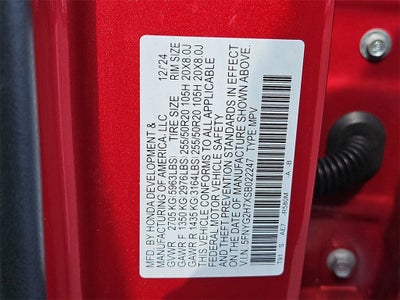 MFD BY HONDA DEVELOPMENT & 12/'24
MANUFACTURING OF AMERICA. LLC
TIRE SIZE RIM SIZE
GVWR 2705 KG(5963LBS)
GAWR F 1350 KG(2976LBS)255/50R20 105H 20X8.0J
GAWR R 1435 KG(3164LBS)255/50R20 105H 20X8.0J
THIS VEHICLE CONFORMS TO ALL APPLICABLE
FEDERAL MOTOR VEHICLE SAFETY AND
THEFT PREVENTION STANDARDS IN EFFECT
ON THE DATE OF MANUFACTURE SHOWN ABOVE.
V.I.N. 5FNYG2H7XSB022247 TYPE MPV
T91 S AE7 A -B